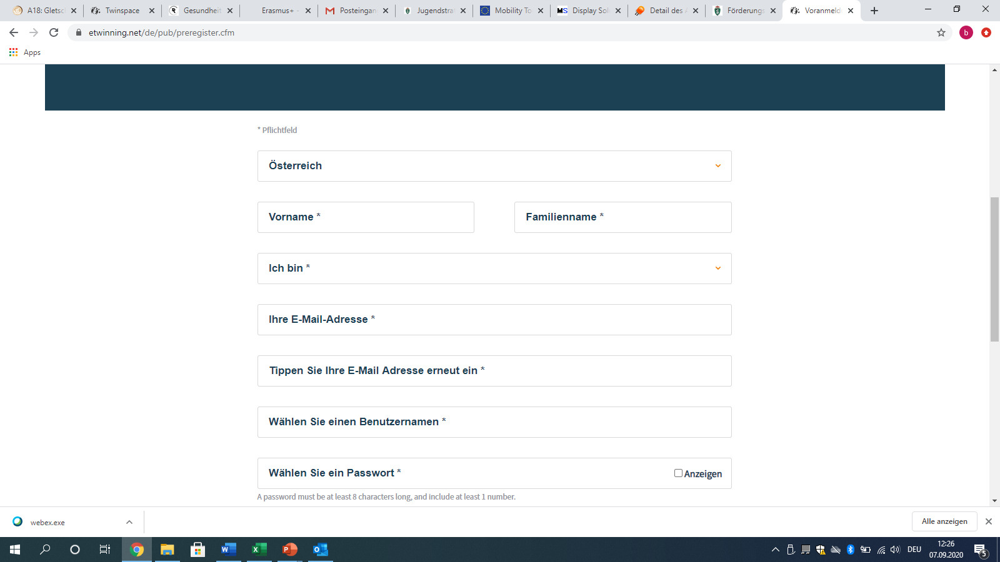 A18: Gletsc
Twinspace
Gesundheit
Erasmus+ -
Posteingan
Jugendstra
Mobility To
Display Sol
Detail des A
Förderungs
Voranmeld
etwinning.net/de/pub/preregister.cfm
b
Apps
* Pflichtfeld
Österreich
Vorname *
Familienname *
Ich bin *
Ihre E-Mail-Adresse *
Tippen Sie Ihre E-Mail Adresse erneut ein *
Wählen Sie einen Benutzernamen *
Wählen Sie ein Passwort *
Anzeigen
A password must be at least 8 characters long, and include at least 1 number.
webex.exe
Alle anzeigen
DEU
12:26
07.09.2020
5